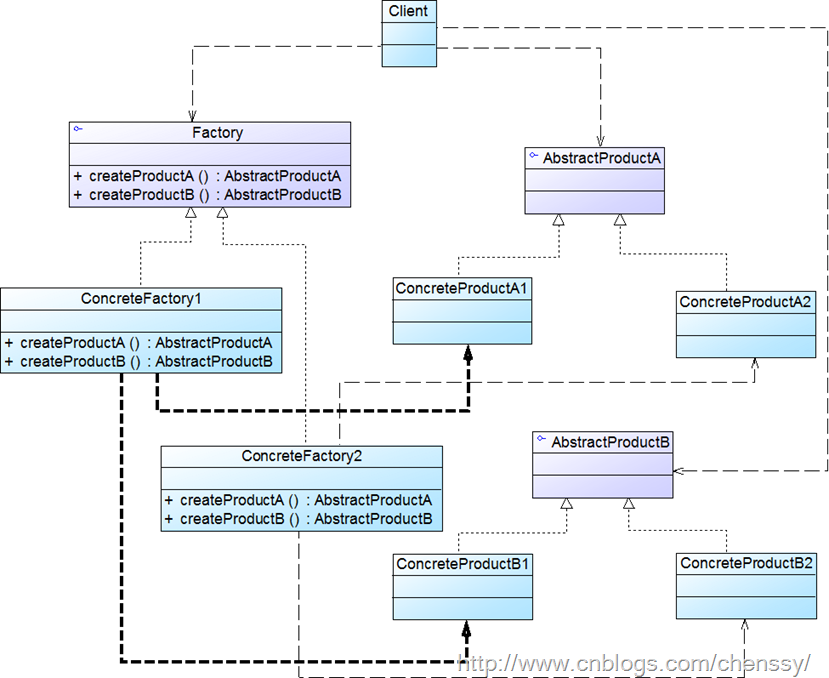 Client
Factory
+ createProductA () : AbstractProductA
+ createProductB () : AbstractProductB
AbstractProductA
ConcreteFactory1
+ createProductA () : AbstractProductA
+ createProductB () : AbstractProductB
ConcreteProductA1
ConcreteProductA2
AbstractProductB
ConcreteFactory2
+ createProductA () : AbstractProductA
+ createProductB () : AbstractProductB
ConcreteProductB1
ConcreteProductB2
http://www.cnblogs.com/chenssy/